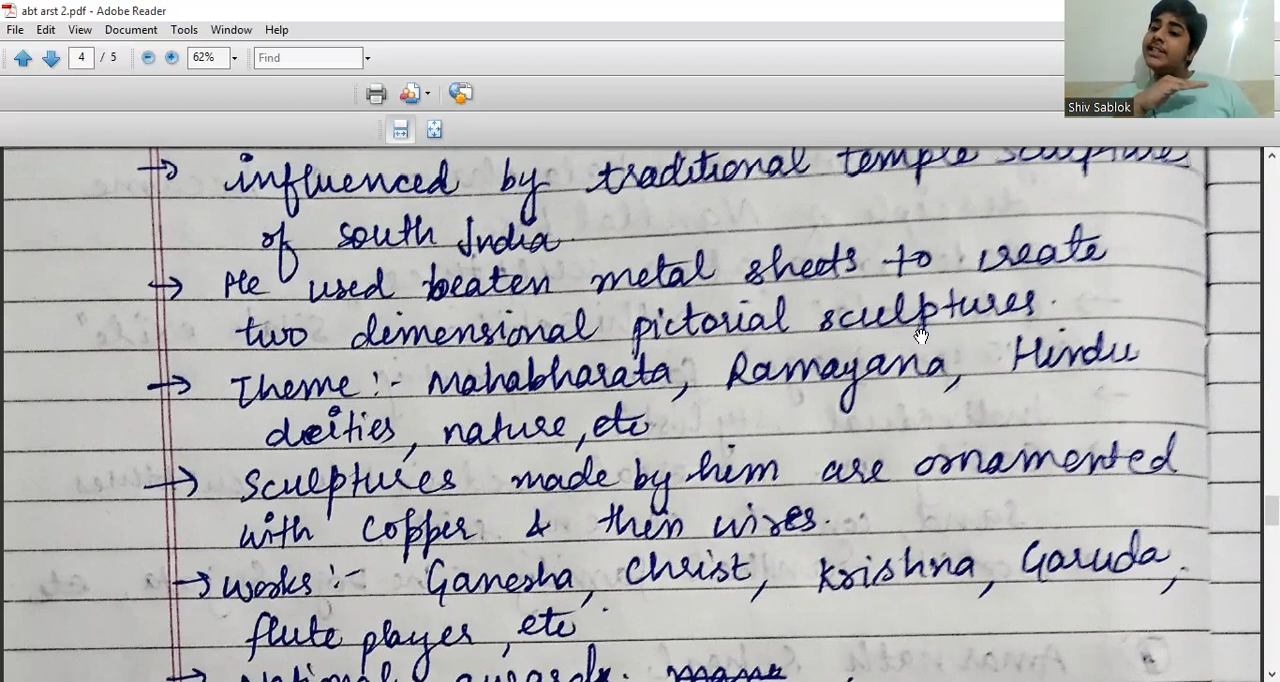 abt arst 2.pdf - Adobe Reader
File Edit View Document Tools Window Help
4 / 5 62% Find
Shiv Sablok
→ influenced by traditional temple sculpture
of south India
→ He used beaten metal sheets to create
two dimensional pictorial sculptures.
→ Theme :- Mahabharata, Ramayana, Hindu
deities, nature, etc
→ Sculptures made by him are ornamented
with copper & then wires.
→ works :- Ganesha, Christ, Krishna, Garuda,
flute player, etc
→ National awards.